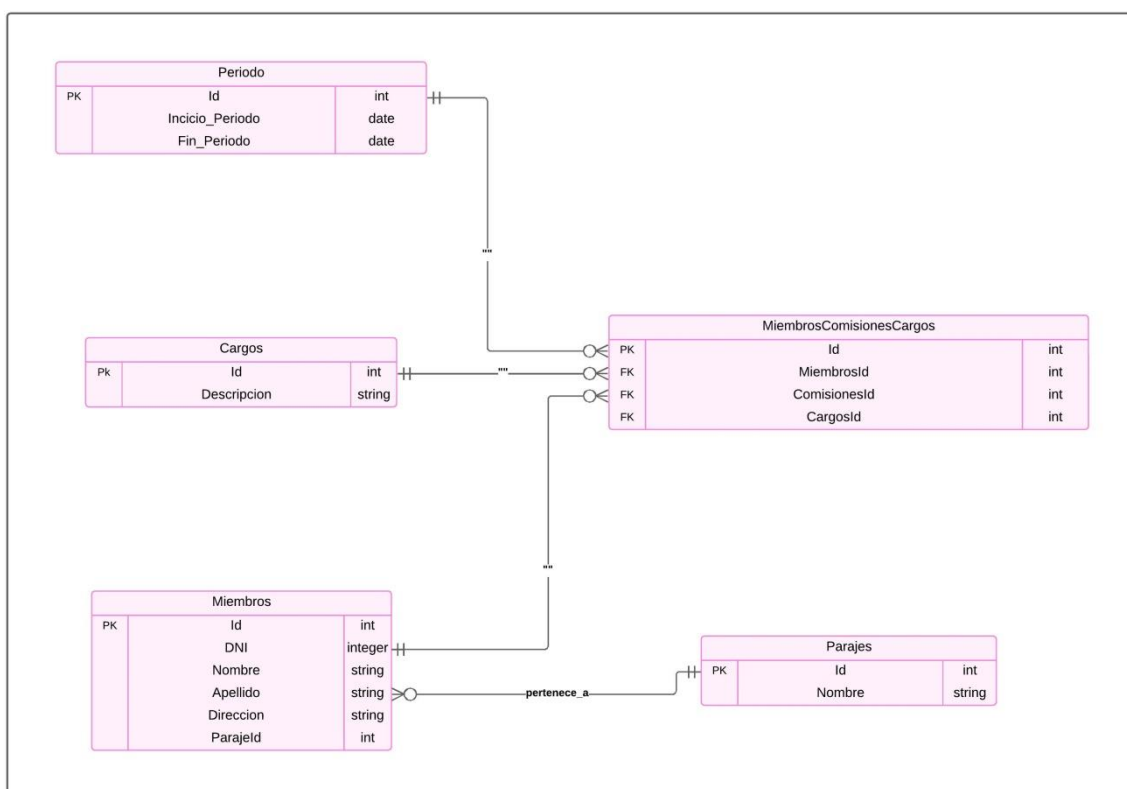 Periodo
PK Id int
Incicio_Periodo date
Fin_Periodo date
""
MiembrosComisionesCargos
PK Id int
FK MiembrosId int
FK ComisionesId int
FK CargosId int
Cargos
Pk Id int
Descripcion string
""
""
Miembros
PK Id int
DNI integer
Nombre string
Apellido string
Direccion string
ParajeId int
pertenece_a
Parajes
PK Id int
Nombre string